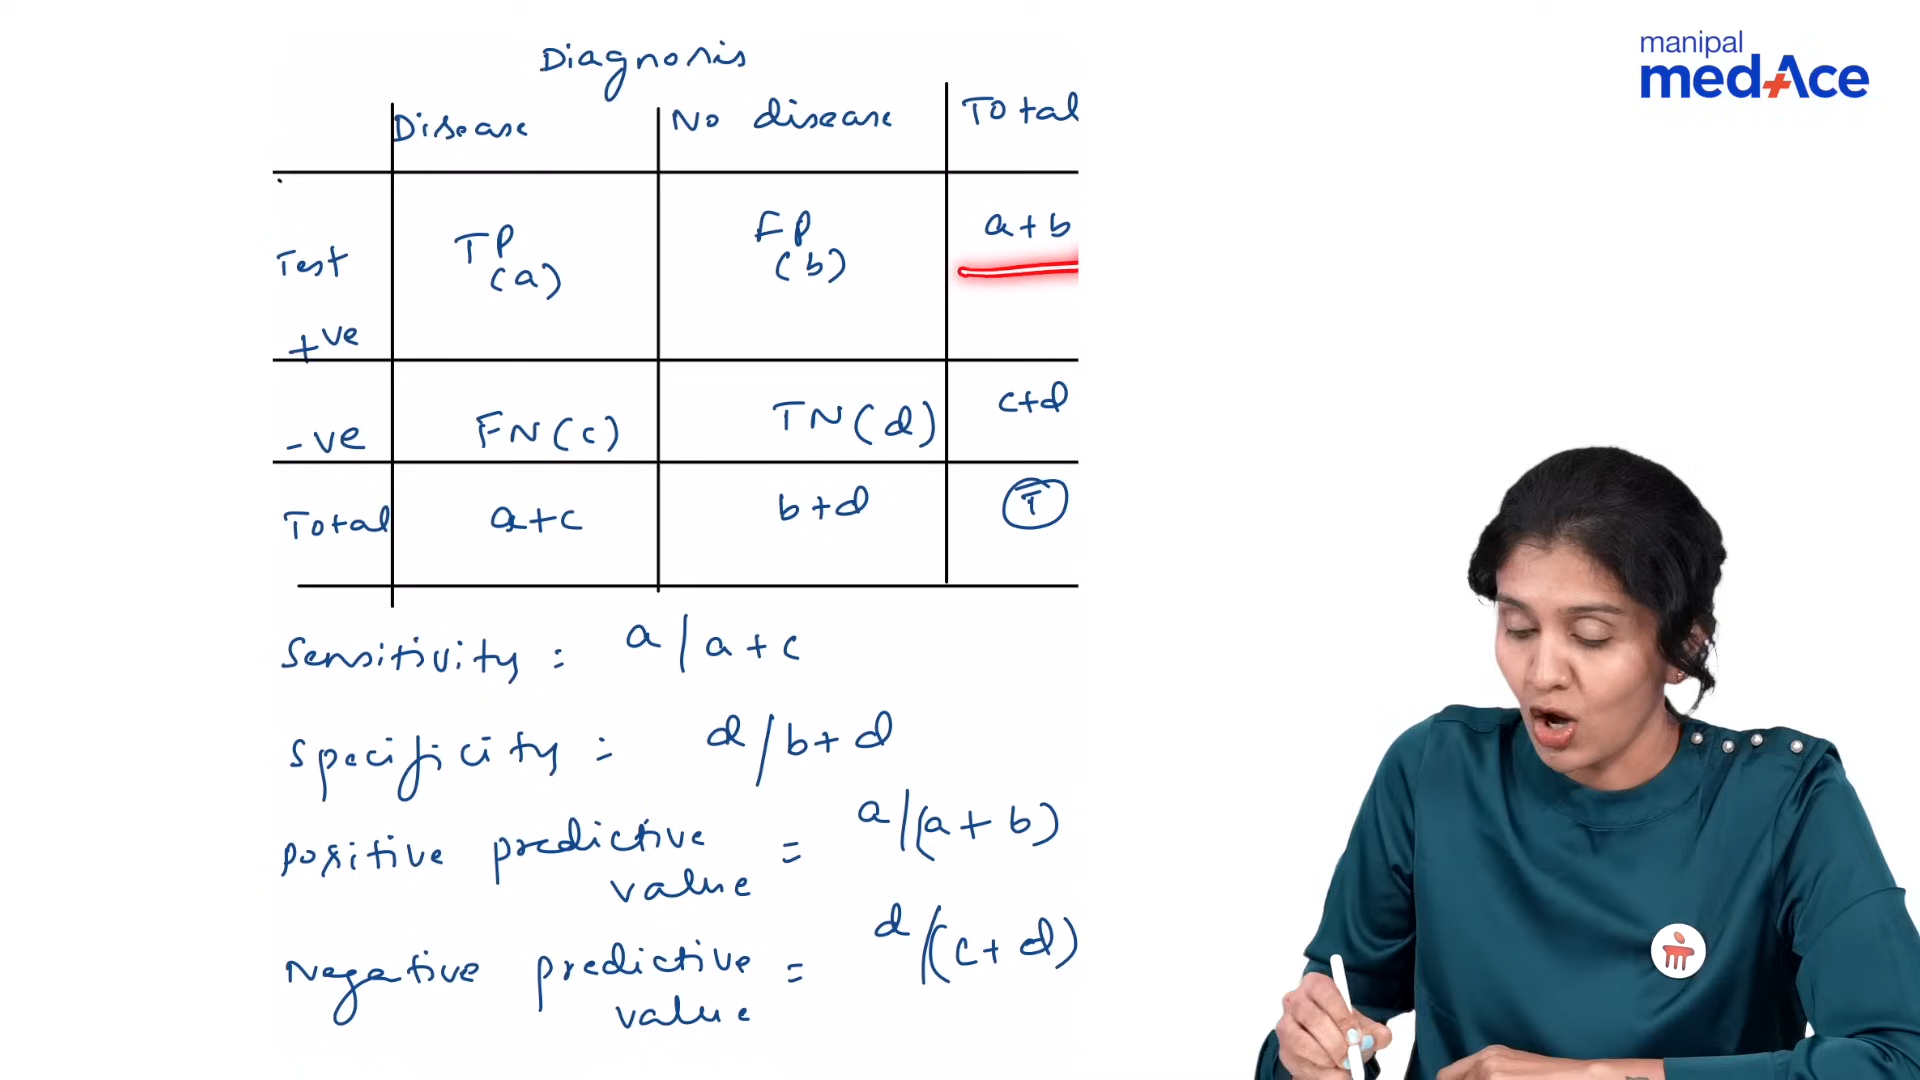 Diagnosis
Disease No disease Total
Test +ve TP (a) FP (b) a+b
-ve FN (c) TN (d) c+d
Total a+c b+d T
Sensitivity : a / a + c
Specificity = d / b + d
Positive predictive value = a / (a + b)
Negative predictive value = d / (c + d)
manipal
medAce